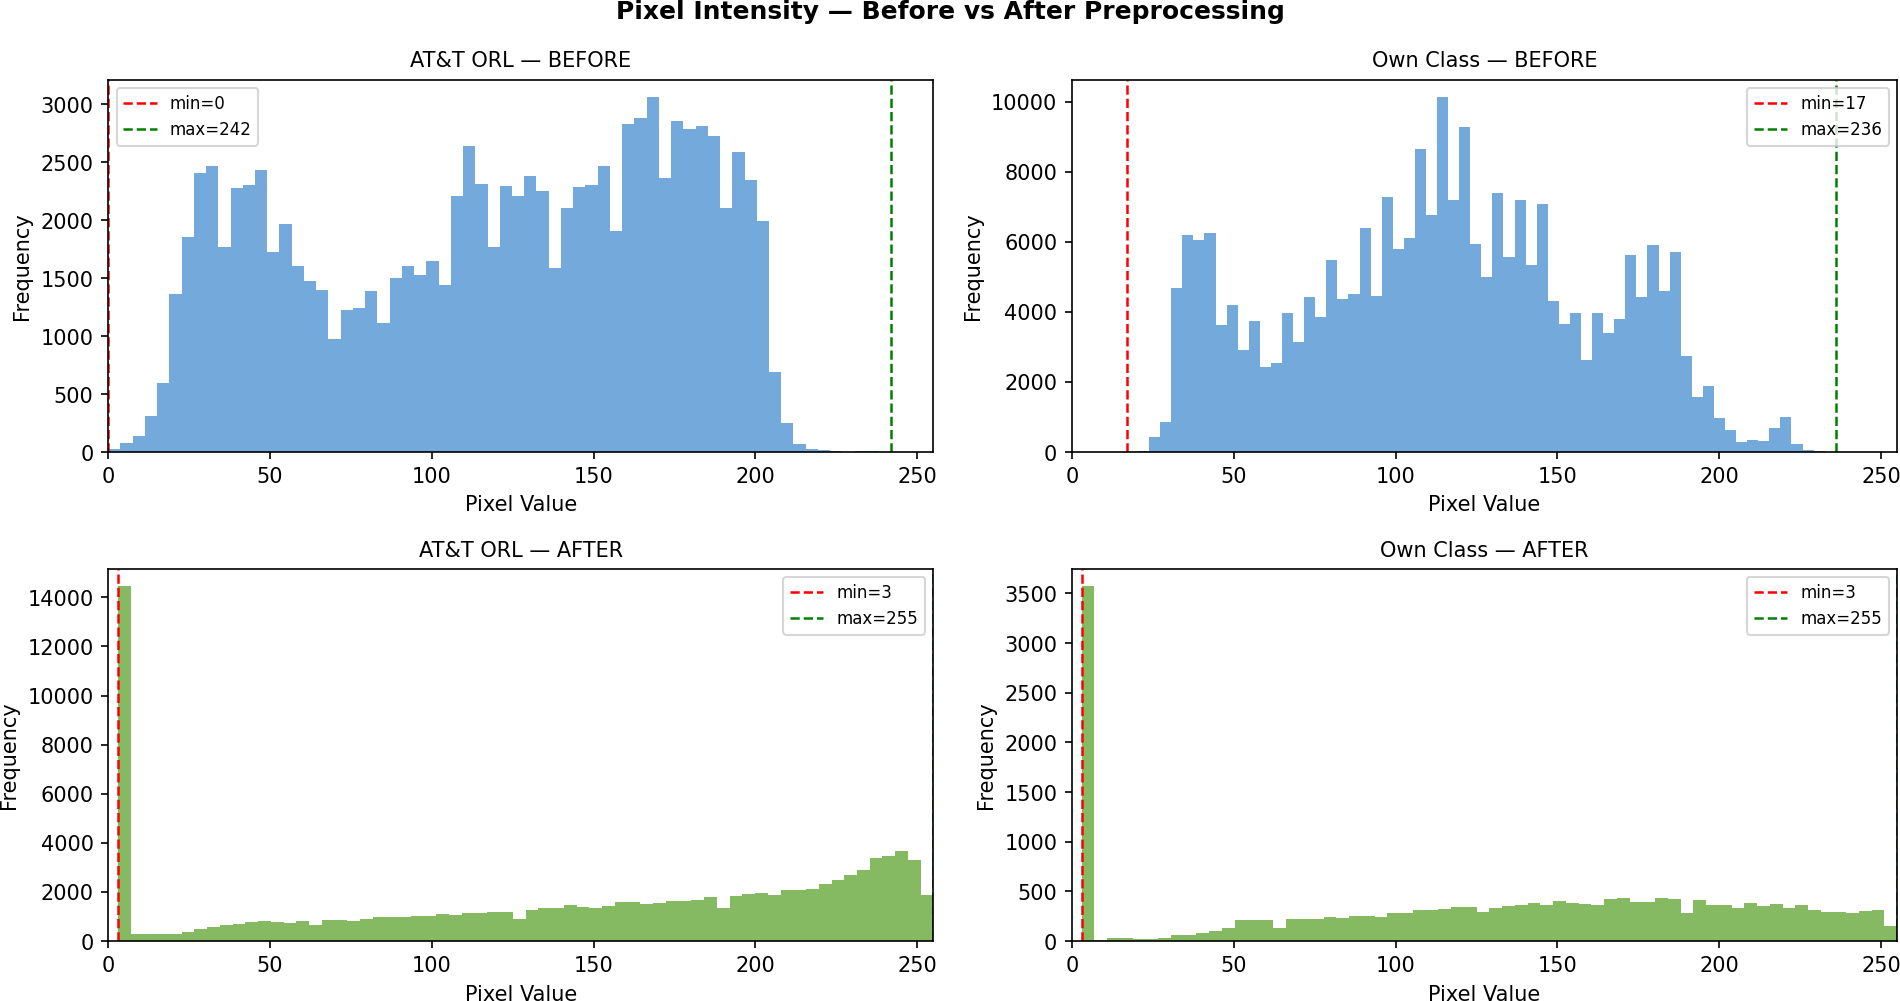 Pixel Intensity — Before vs After Preprocessing
AT&T ORL — BEFORE
min=0
max=242
3000
2500
2000
1500
1000
500
0
Frequency
0 50 100 150 200 250
Pixel Value
Own Class — BEFORE
min=17
max=236
10000
8000
6000
4000
2000
0
Frequency
0 50 100 150 200 250
Pixel Value
AT&T ORL — AFTER
min=3
max=255
14000
12000
10000
8000
6000
4000
2000
0
Frequency
0 50 100 150 200 250
Pixel Value
Own Class — AFTER
min=3
max=255
3500
3000
2500
2000
1500
1000
500
0
Frequency
0 50 100 150 200 250
Pixel Value